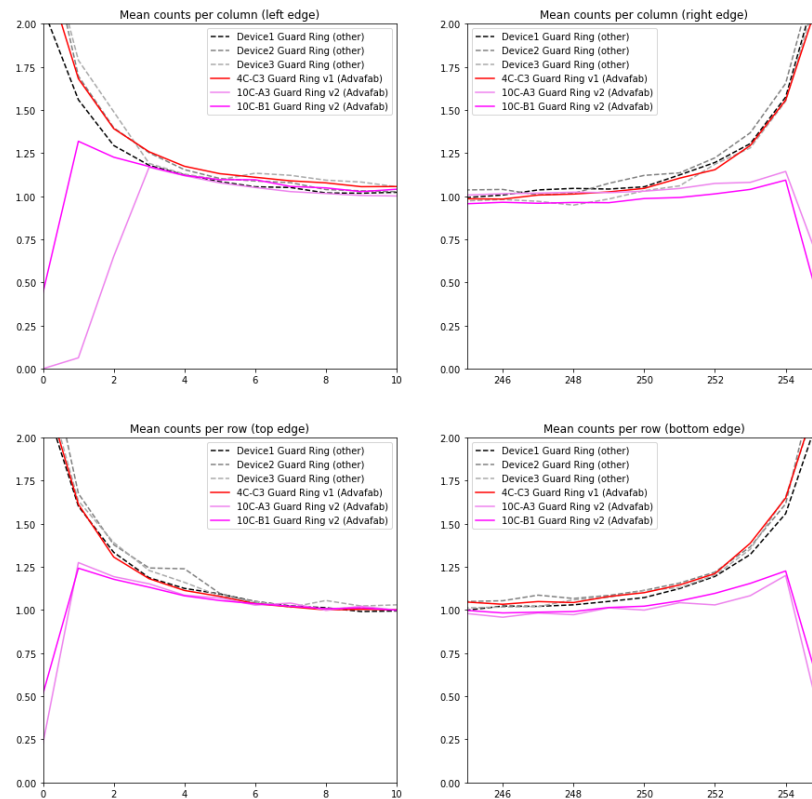 Mean counts per column (left edge)
2.00
1.75
1.50
1.25
1.00
0.75
0.50
0.25
0.00
0 2 4 6 8 10
Device1 Guard Ring (other)
Device2 Guard Ring (other)
Device3 Guard Ring (other)
4C-C3 Guard Ring v1 (Advafab)
10C-A3 Guard Ring v2 (Advafab)
10C-B1 Guard Ring v2 (Advafab)
Mean counts per column (right edge)
2.00
1.75
1.50
1.25
1.00
0.75
0.50
0.25
0.00
246 248 250 252 254
Device1 Guard Ring (other)
Device2 Guard Ring (other)
Device3 Guard Ring (other)
4C-C3 Guard Ring v1 (Advafab)
10C-A3 Guard Ring v2 (Advafab)
10C-B1 Guard Ring v2 (Advafab)
Mean counts per row (top edge)
2.00
1.75
1.50
1.25
1.00
0.75
0.50
0.25
0.00
0 2 4 6 8 10
Device1 Guard Ring (other)
Device2 Guard Ring (other)
Device3 Guard Ring (other)
4C-C3 Guard Ring v1 (Advafab)
10C-A3 Guard Ring v2 (Advafab)
10C-B1 Guard Ring v2 (Advafab)
Mean counts per row (bottom edge)
2.00
1.75
1.50
1.25
1.00
0.75
0.50
0.25
0.00
246 248 250 252 254
Device1 Guard Ring (other)
Device2 Guard Ring (other)
Device3 Guard Ring (other)
4C-C3 Guard Ring v1 (Advafab)
10C-A3 Guard Ring v2 (Advafab)
10C-B1 Guard Ring v2 (Advafab)